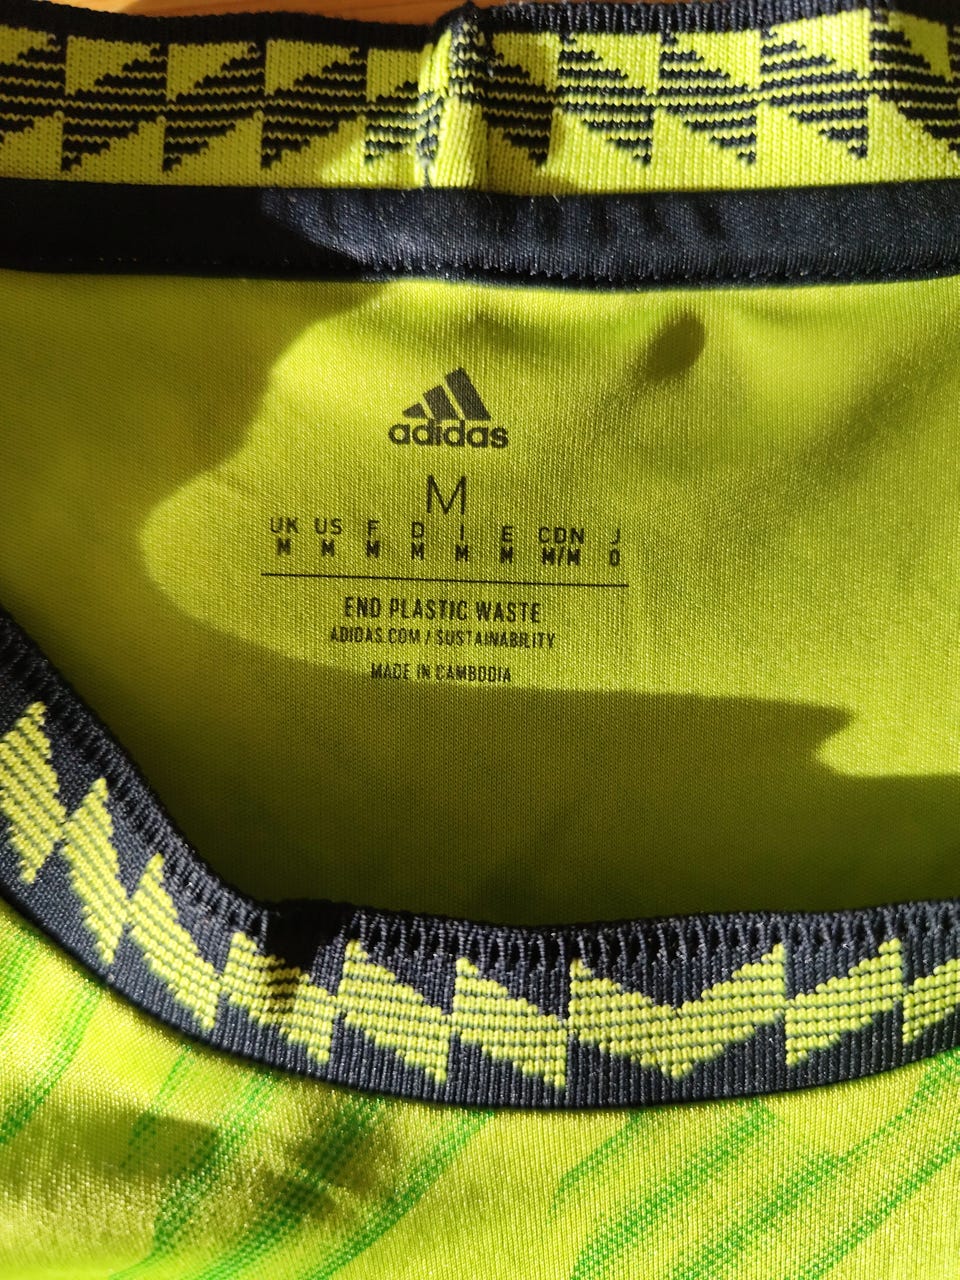 adidas
M
UK US F D I E CDN J
M M M M M M M/M O
END PLASTIC WASTE
ADIDAS.COM / SUSTAINABILITY
MADE IN CAMBODIA